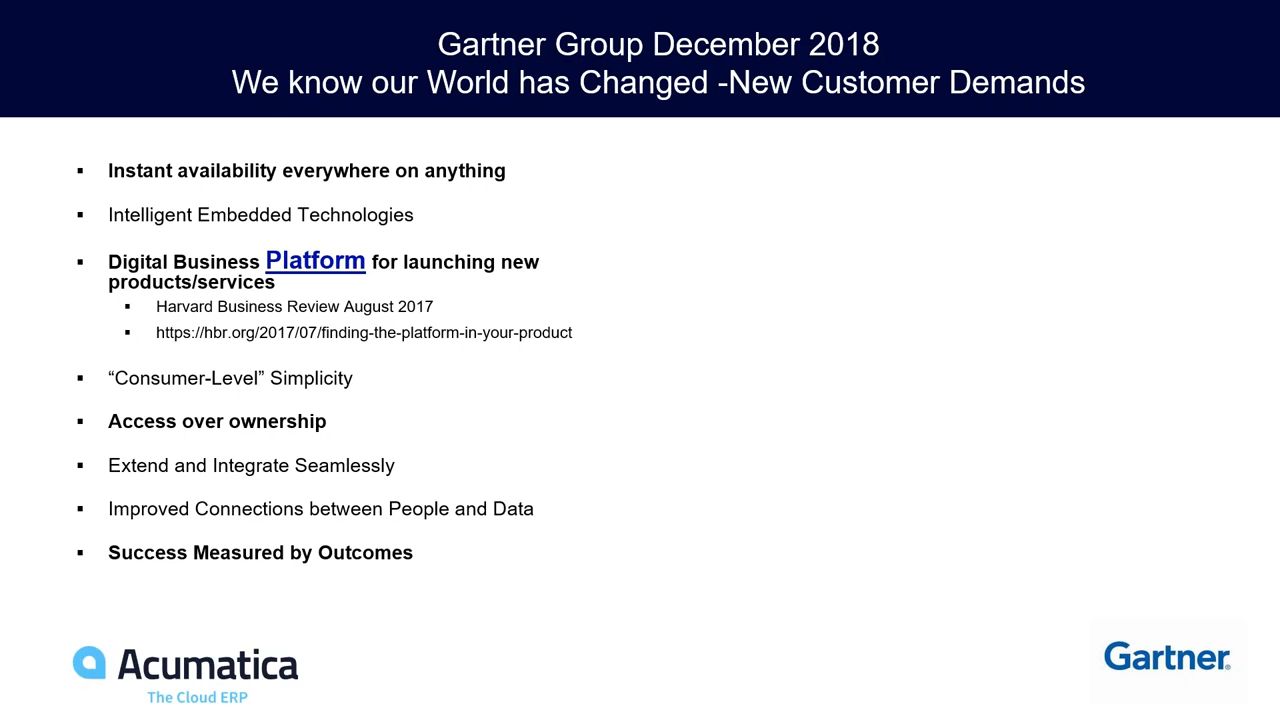 Gartner Group December 2018
We know our World has Changed -New Customer Demands
▪ Instant availability everywhere on anything
▪ Intelligent Embedded Technologies
▪ Digital Business Platform for launching new
products/services
▪ Harvard Business Review August 2017
▪ https://hbr.org/2017/07/finding-the-platform-in-your-product
▪ “Consumer-Level” Simplicity
▪ Access over ownership
▪ Extend and Integrate Seamlessly
▪ Improved Connections between People and Data
▪ Success Measured by Outcomes
Acumatica
The Cloud ERP
Gartner®